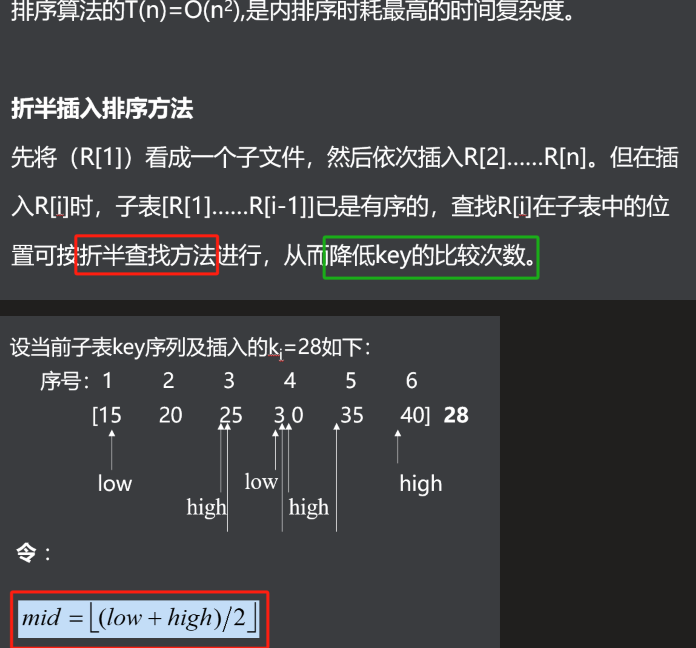 排序算法的T(n)=O(n²),是内排序时耗最高的时间复杂度。
折半插入排序方法
先将（R[1]）看成一个子文件，然后依次插入R[2]......R[n]。但在插
入R[i]时，子表[R[1]......R[i-1]]已是有序的，查找R[i]在子表中的位
置可按折半查找方法进行，从而降低key的比较次数。
设当前子表key序列及插入的kᵢ=28如下：
序号：1 2 3 4 5 6
[15 20 25 3 0 35 40] 28
low low high
high high
令：
mid = ⌊(low + high)/2⌋